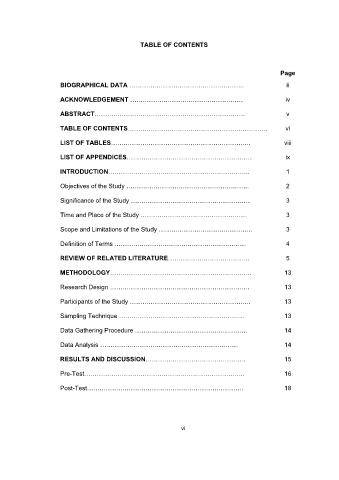 TABLE OF CONTENTS
Page
BIOGRAPHICAL DATA ………………………………………………. ii
ACKNOWLEDGEMENT ……………………………………………… iv
ABSTRACT……………………………………………………………… v
TABLE OF CONTENTS………………………………………………………… vi
LIST OF TABLES………………………………………………………… viii
LIST OF APPENDICES…………………………………………………… ix
INTRODUCTION………………………………………………………… 1
Objectives of the Study ………………………………………………….. 2
Significance of the Study ………………………………………………… 3
Time and Place of the Study …………………………………………… 3
Scope and Limitations of the Study ……………………………………… 3
Definition of Terms ……………………………………………………… 4
REVIEW OF RELATED LITERATURE………………………………… 5
METHODOLOGY………………………………………………………… 13
Research Design ………………………………………………………… 13
Participants of the Study ………………………………………………… 13
Sampling Technique …………………………………………………… 13
Data Gathering Procedure ……………………………………………… 14
Data Analysis ………………………………………………………….. 14
RESULTS AND DISCUSSION………………………………………… 15
Pre-Test………………………………………………………………… 16
Post-Test………………………………………………………………… 18
vi